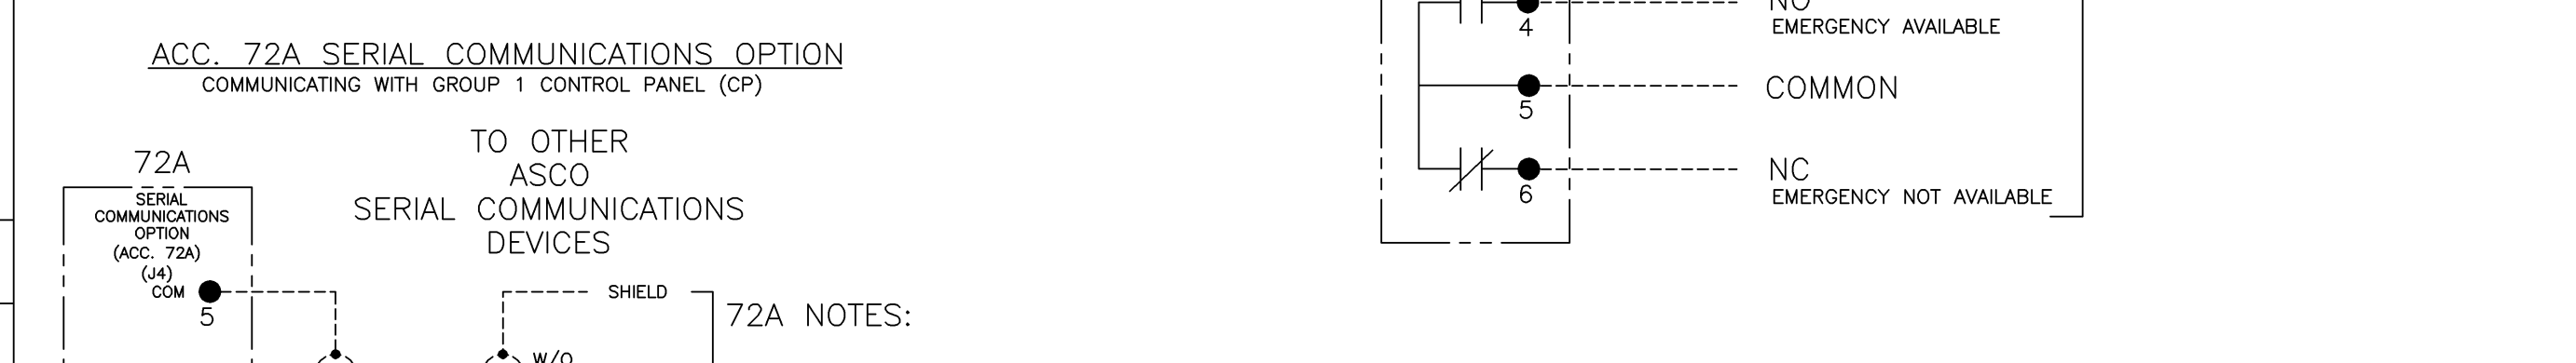 ACC. 72A SERIAL COMMUNICATIONS OPTION
COMMUNICATING WITH GROUP 1 CONTROL PANEL (CP)
TO OTHER
ASCO
SERIAL COMMUNICATIONS
DEVICES
72A
SERIAL
COMMUNICATIONS
OPTION
(ACC. 72A)
(J4)
COM
5
SHIELD
W/O
72A NOTES:
NO
4
EMERGENCY AVAILABLE
COMMON
5
NC
6
EMERGENCY NOT AVAILABLE